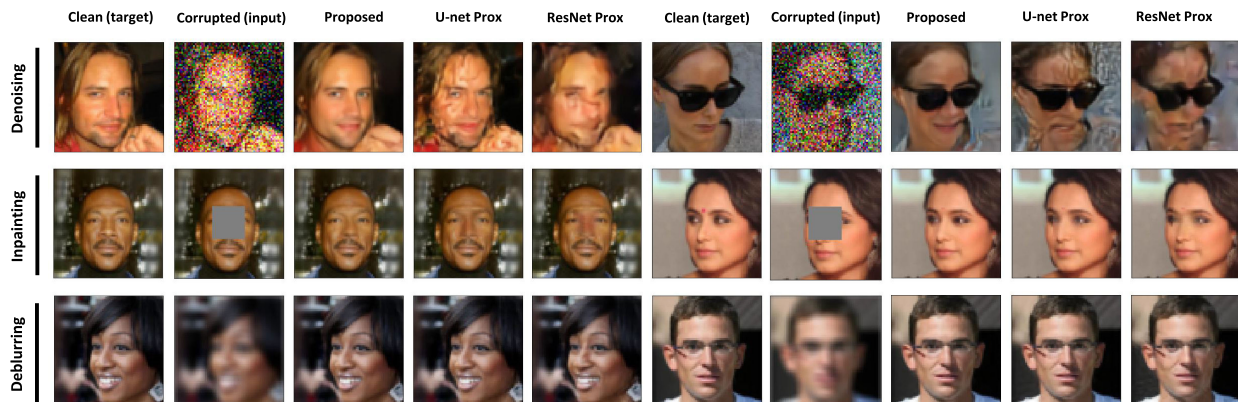 Clean (target) Corrupted (input) Proposed U-net Prox ResNet Prox Clean (target) Corrupted (input) Proposed U-net Prox ResNet Prox
Denoising
Inpainting
Deblurring